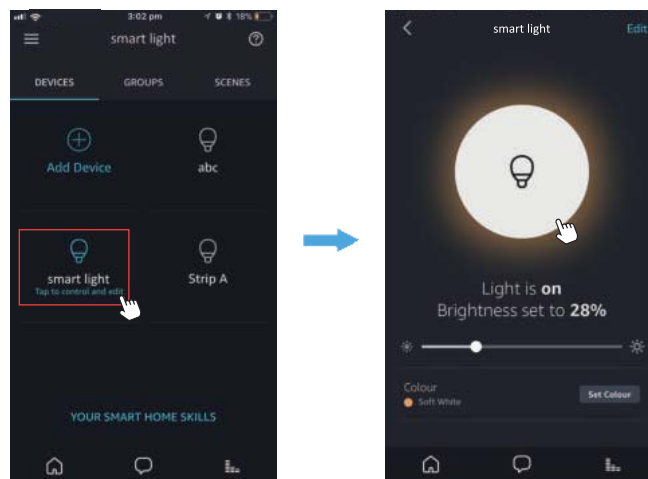 3:02 pm
18%
smart light
DEVICES GROUPS SCENES
Add Device
abc
smart light
Tap to control and edit
Strip A
YOUR SMART HOME SKILLS
smart light
Edit
Light is on
Brightness set to 28%
Colour
Soft White
Set Colour